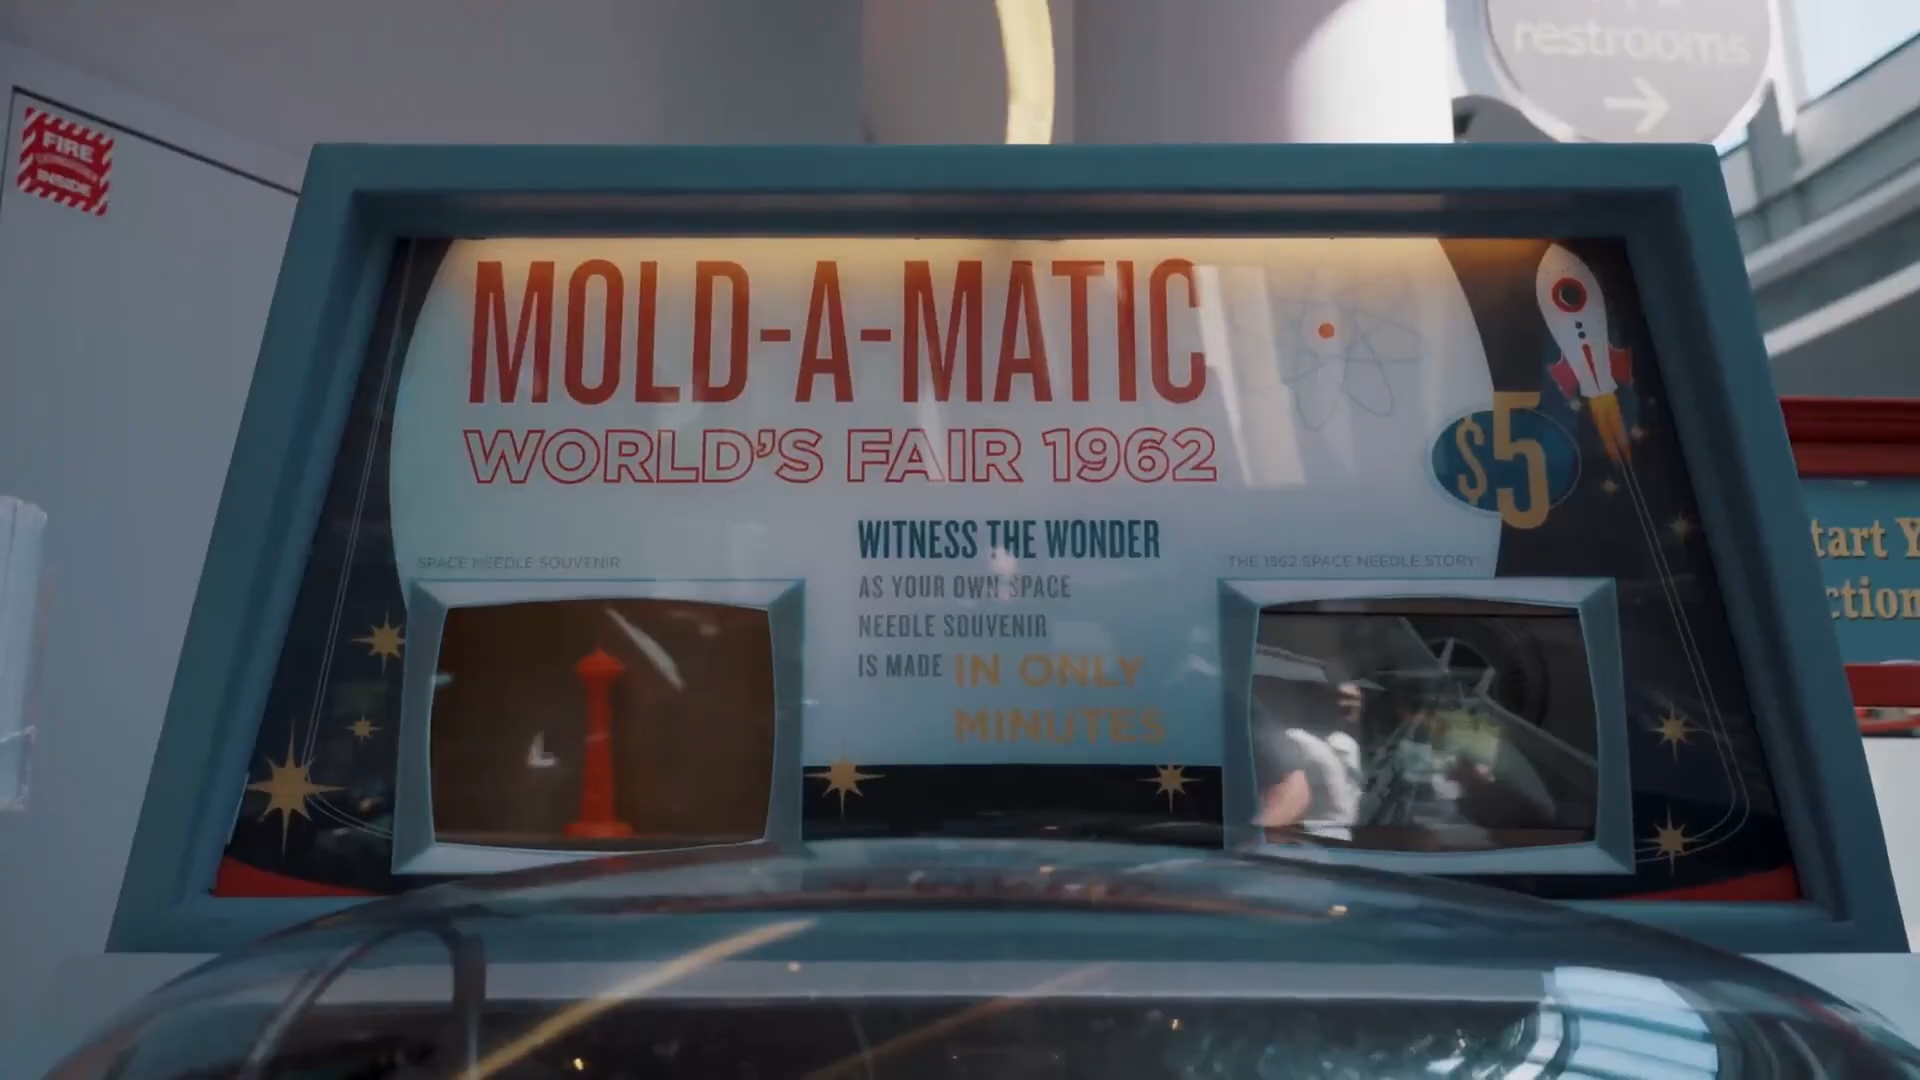 restrooms
→
FIRE
INSIDE
MOLD-A-MATIC
WORLD'S FAIR 1962
$5
WITNESS THE WONDER
AS YOUR OWN SPACE
NEEDLE SOUVENIR
IS MADE IN ONLY
MINUTES
SPACE NEEDLE SOUVENIR
THE 1962 SPACE NEEDLE STORY
tart Y
ction